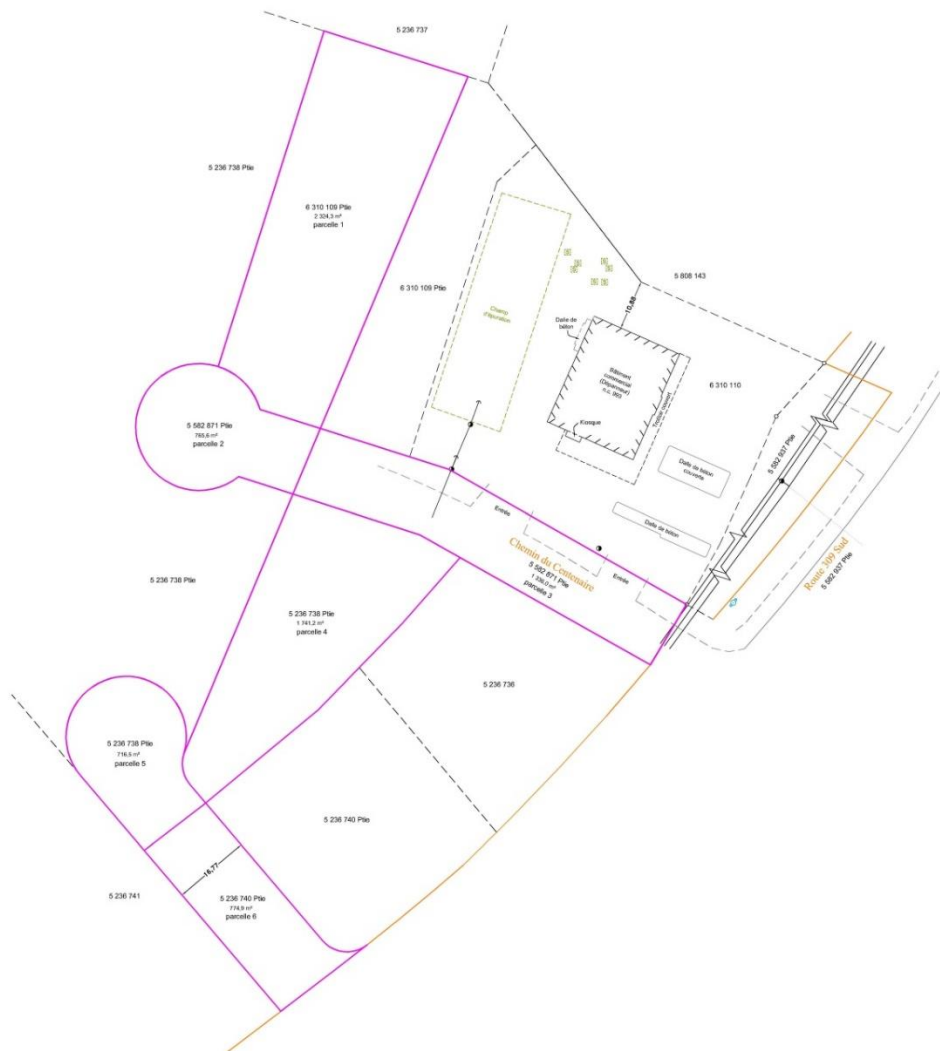 5 236 737
5 236 738 Ptie
6 310 109 Ptie
2 324,3 m²
parcelle 1
5 808 143
6 310 109 Ptie
10,88
Champ
d'épuration
Dalle de
béton
Bâtiment
commercial
(Dépanneur)
n.c. 993
6 310 110
Toiture ouvert
Kiosque
5 582 871 Ptie
765,6 m²
parcelle 2
5 582 937 Ptie
Dalle de béton
couverte
Entrée
Dalle de béton
Chemin du Centenaire
5 582 871 Ptie
1 336,0 m²
parcelle 3
Entrée
Route 309 Sud
5 582 937 Ptie
5 236 738 Ptie
5 236 738 Ptie
1 741,2 m²
parcelle 4
5 236 736
5 236 738 Ptie
716,5 m²
parcelle 5
5 236 740 Ptie
16,77
5 236 741
5 236 740 Ptie
774,9 m²
parcelle 6